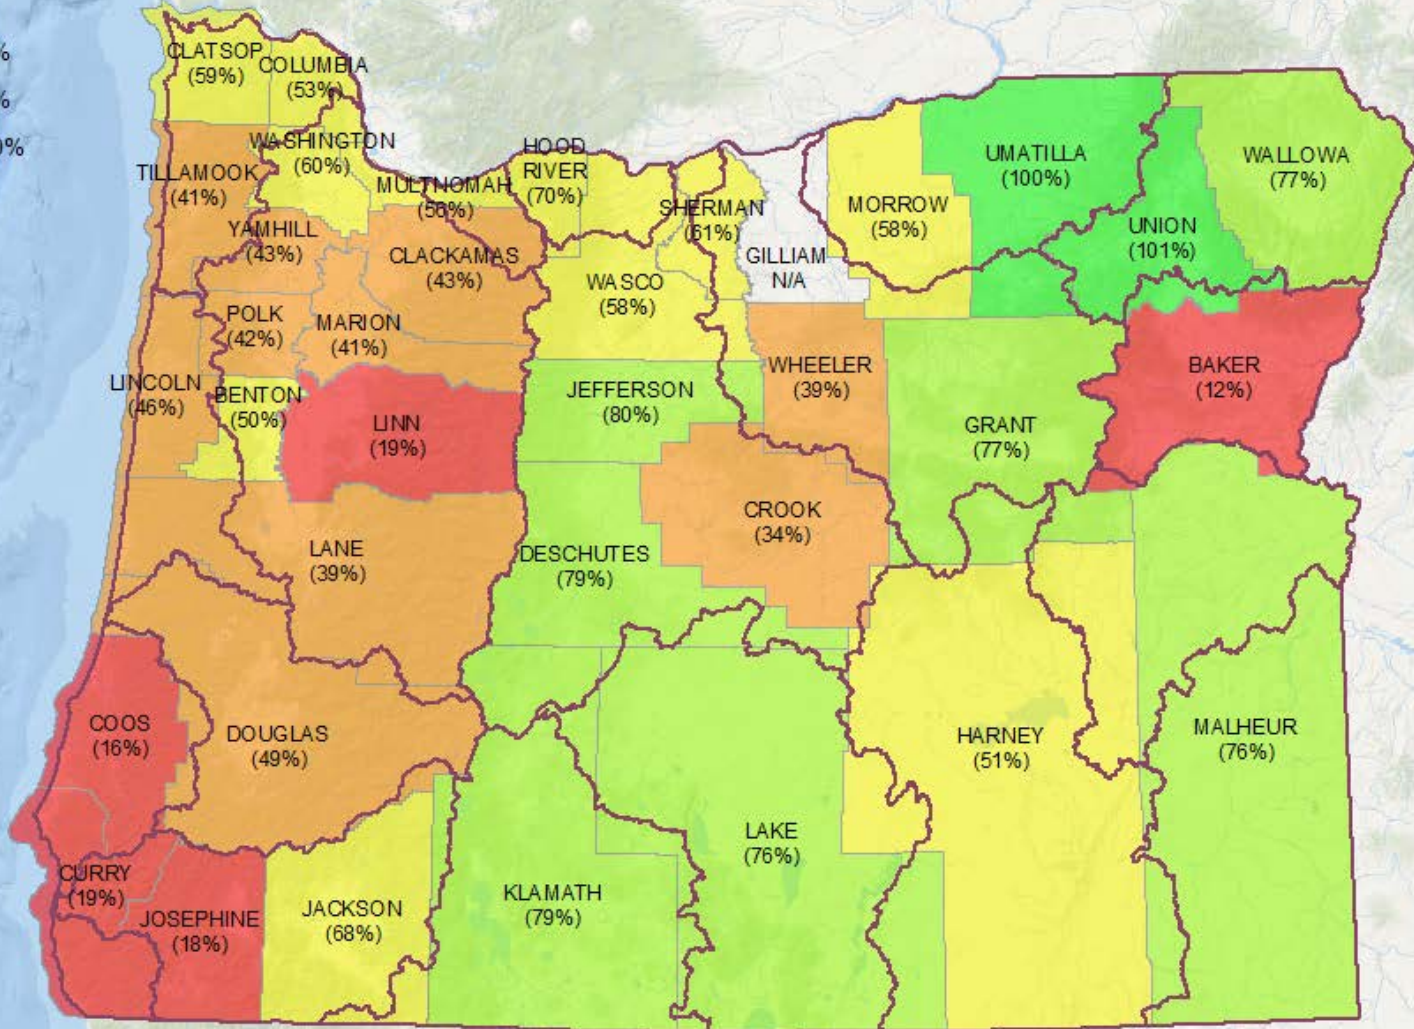 %
%
0%
CLATSOP
(59%)
COLUMBIA
(53%)
WASHINGTON
(60%)
TILLAMOOK
(41%)
MULTNOMAH
(56%)
HOOD
RIVER
(70%)
SHERMAN
(61%)
YAMHILL
(43%)
CLACKAMAS
(43%)
WASCO
(58%)
GILLIAM
N/A
MORROW
(58%)
UMATILLA
(100%)
UNION
(101%)
WALLOWA
(77%)
POLK
(42%)
MARION
(41%)
LINCOLN
(46%)
BENTON
(50%)
LINN
(19%)
JEFFERSON
(80%)
WHEELER
(39%)
GRANT
(77%)
BAKER
(12%)
LANE
(39%)
DESCHUTES
(79%)
CROOK
(34%)
COOS
(16%)
DOUGLAS
(49%)
HARNEY
(51%)
MALHEUR
(76%)
CURRY
(19%)
JOSEPHINE
(18%)
JACKSON
(68%)
KLAMATH
(79%)
LAKE
(76%)